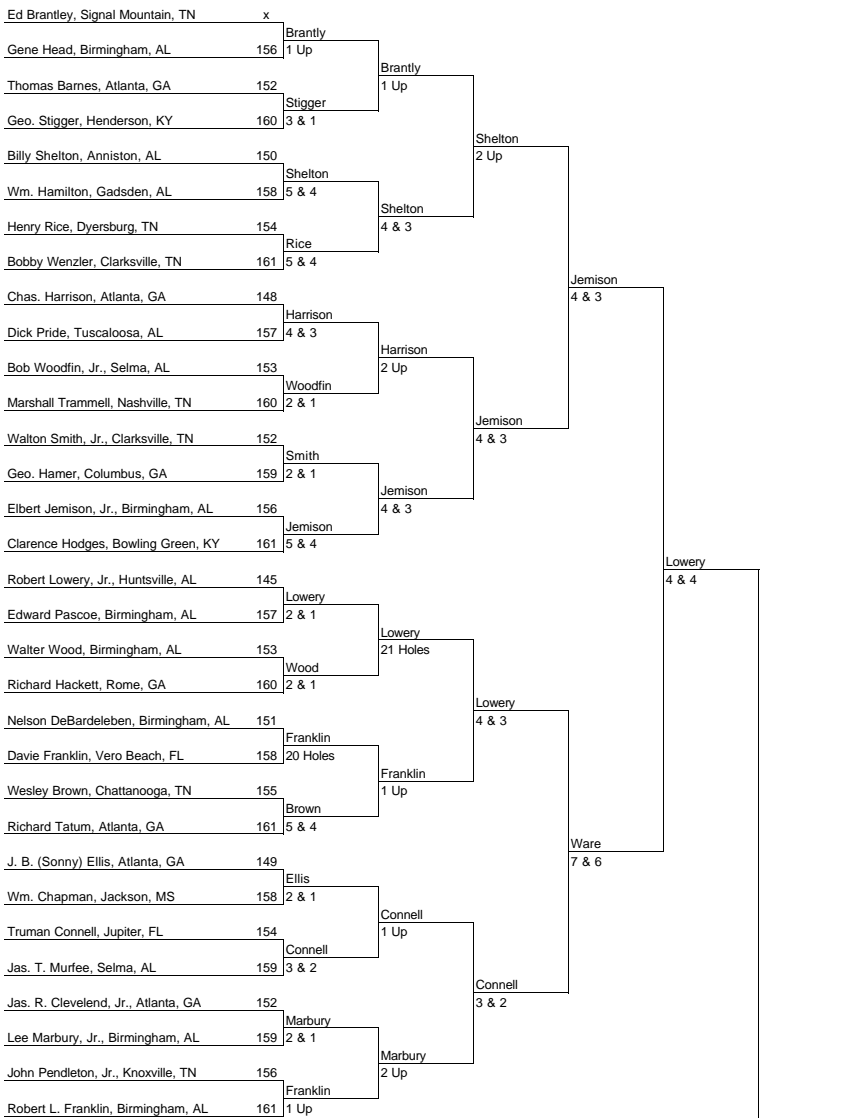 Ed Brantley, Signal Mountain, TN x
Brantly
Gene Head, Birmingham, AL 156 1 Up
Brantly
Thomas Barnes, Atlanta, GA 152 1 Up
Stigger
Geo. Stigger, Henderson, KY 160 3 & 1
Shelton
Billy Shelton, Anniston, AL 150 2 Up
Shelton
Wm. Hamilton, Gadsden, AL 158 5 & 4
Shelton
Henry Rice, Dyersburg, TN 154 4 & 3
Rice
Bobby Wenzler, Clarksville, TN 161 5 & 4
Jemison
Chas. Harrison, Atlanta, GA 148 4 & 3
Harrison
Dick Pride, Tuscaloosa, AL 157 4 & 3
Harrison
Bob Woodfin, Jr., Selma, AL 153 2 Up
Woodfin
Marshall Trammell, Nashville, TN 160 2 & 1
Jemison
Walton Smith, Jr., Clarksville, TN 152 4 & 3
Smith
Geo. Hamer, Columbus, GA 159 2 & 1
Jemison
Elbert Jemison, Jr., Birmingham, AL 156 4 & 3
Jemison
Clarence Hodges, Bowling Green, KY 161 5 & 4
Lowery
Robert Lowery, Jr., Huntsville, AL 145 4 & 4
Lowery
Edward Pascoe, Birmingham, AL 157 2 & 1
Lowery
Walter Wood, Birmingham, AL 153 21 Holes
Wood
Richard Hackett, Rome, GA 160 2 & 1
Lowery
Nelson DeBardeleben, Birmingham, AL 151 4 & 3
Franklin
Davie Franklin, Vero Beach, FL 158 20 Holes
Franklin
Wesley Brown, Chattanooga, TN 155 1 Up
Brown
Richard Tatum, Atlanta, GA 161 5 & 4
Ware
J. B. (Sonny) Ellis, Atlanta, GA 149 7 & 6
Ellis
Wm. Chapman, Jackson, MS 158 2 & 1
Connell
Truman Connell, Jupiter, FL 154 1 Up
Connell
Jas. T. Murfee, Selma, AL 159 3 & 2
Connell
Jas. R. Clevelend, Jr., Atlanta, GA 152 3 & 2
Marbury
Lee Marbury, Jr., Birmingham, AL 159 2 & 1
Marbury
John Pendleton, Jr., Knoxville, TN 156 2 Up
Franklin
Robert L. Franklin, Birmingham, AL 161 1 Up